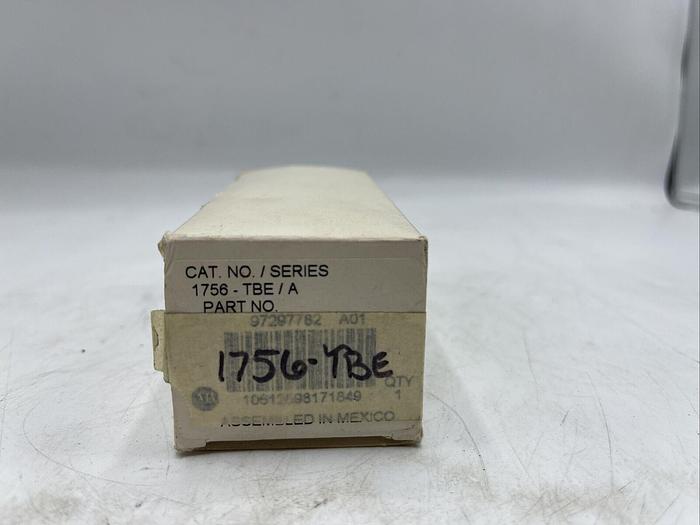 CAT. NO. / SERIES
1756 - TBE / A
PART NO.
97297782 A01
1756-TBE
QTY
1
10612598171849
ASSEMBLED IN MEXICO